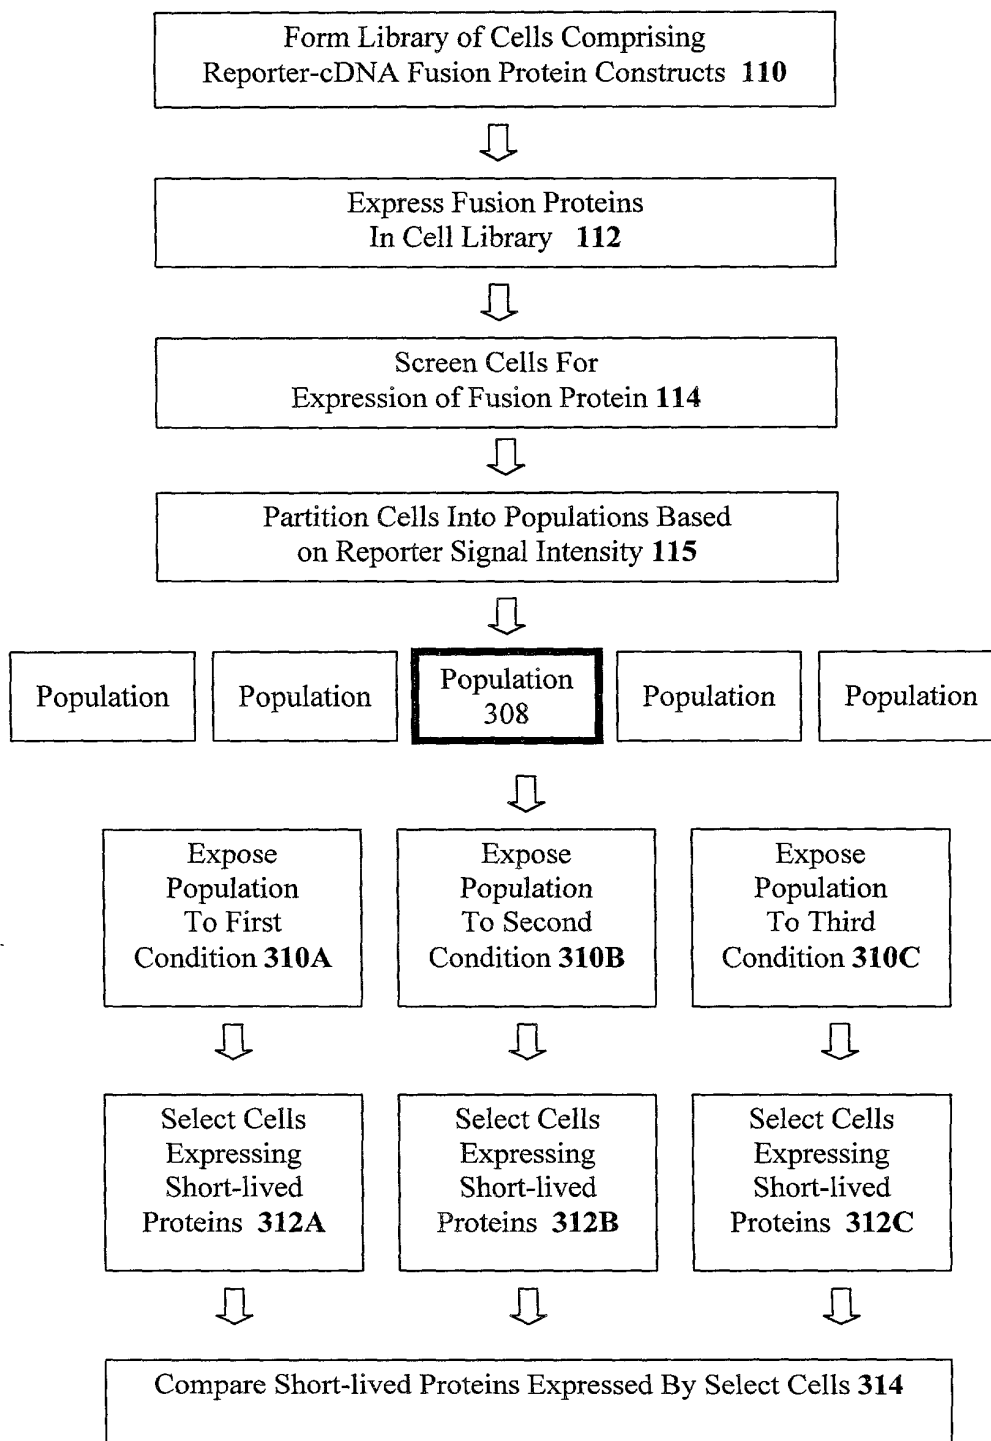 Form Library of Cells Comprising
Reporter-cDNA Fusion Protein Constructs 110
Express Fusion Proteins
In Cell Library 112
Screen Cells For
Expression of Fusion Protein 114
Partition Cells Into Populations Based
on Reporter Signal Intensity 115
Population
Population
Population
308
Population
Population
Expose
Population
To First
Condition 310A
Expose
Population
To Second
Condition 310B
Expose
Population
To Third
Condition 310C
Select Cells
Expressing
Short-lived
Proteins 312A
Select Cells
Expressing
Short-lived
Proteins 312B
Select Cells
Expressing
Short-lived
Proteins 312C
Compare Short-lived Proteins Expressed By Select Cells 314